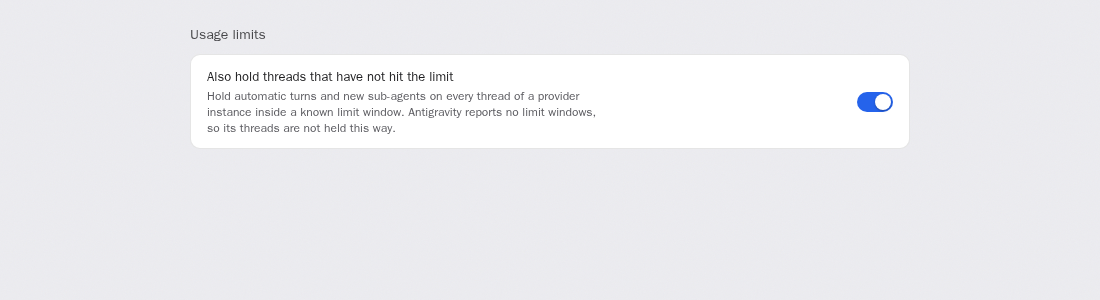 Usage limits
Also hold threads that have not hit the limit
Hold automatic turns and new sub-agents on every thread of a provider
instance inside a known limit window. Antigravity reports no limit windows,
so its threads are not held this way.